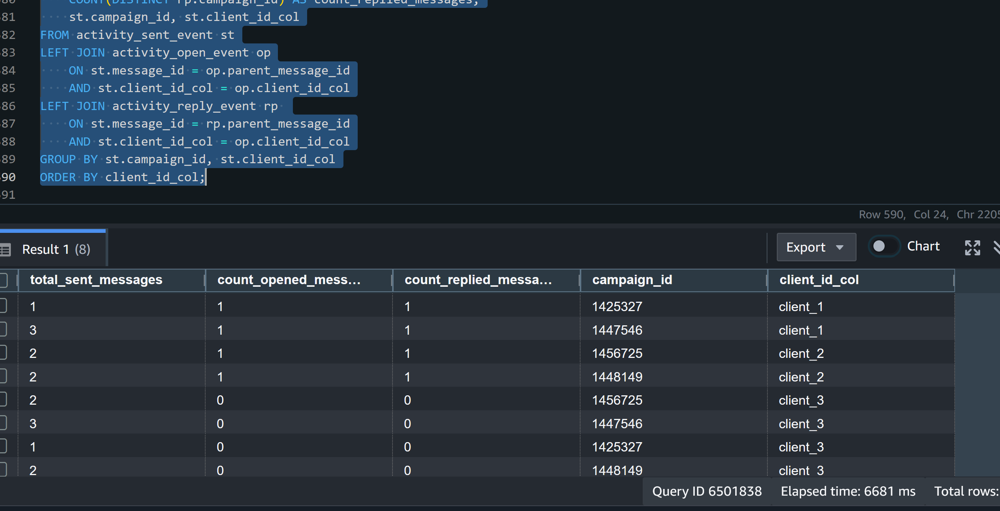 580 COUNT(DISTINCT rp.campaign_id) AS count_replied_messages,
81 st.campaign_id, st.client_id_col
82 FROM activity_sent_event st
83 LEFT JOIN activity_open_event op
84 ON st.message_id = op.parent_message_id
85 AND st.client_id_col = op.client_id_col
86 LEFT JOIN activity_reply_event rp
87 ON st.message_id = rp.parent_message_id
88 AND st.client_id_col = op.client_id_col
89 GROUP BY st.campaign_id, st.client_id_col
90 ORDER BY client_id_col;
91
Row 590, Col 24, Chr 2205
Result 1 (8)
Export Chart
total_sent_messages count_opened_mess... count_replied_messa... campaign_id client_id_col
1 1 1 1425327 client_1
3 1 1 1447546 client_1
2 1 1 1456725 client_2
2 1 1 1448149 client_2
2 0 0 1456725 client_3
3 0 0 1447546 client_3
1 0 0 1425327 client_3
2 0 0 1448149 client_3
Query ID 6501838 Elapsed time: 6681 ms Total rows: